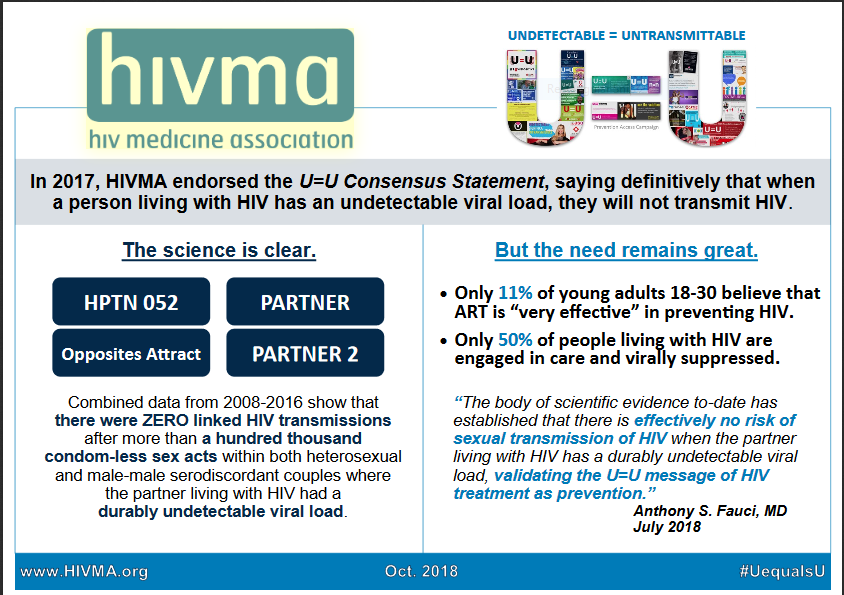 hivma
hiv medicine association
UNDETECTABLE = UNTRANSMITTABLE
U=U
U=U
U=U
U=U
Prevention Access Campaign
In 2017, HIVMA endorsed the U=U Consensus Statement, saying definitively that when
a person living with HIV has an undetectable viral load, they will not transmit HIV.
The science is clear.
HPTN 052
PARTNER
Opposites Attract
PARTNER 2
Combined data from 2008-2016 show that
there were ZERO linked HIV transmissions
after more than a hundred thousand
condom-less sex acts within both heterosexual
and male-male serodiscordant couples where
the partner living with HIV had a
durably undetectable viral load.
But the need remains great.
• Only 11% of young adults 18-30 believe that
ART is “very effective” in preventing HIV.
• Only 50% of people living with HIV are
engaged in care and virally suppressed.
“The body of scientific evidence to-date has
established that there is effectively no risk of
sexual transmission of HIV when the partner
living with HIV has a durably undetectable viral
load, validating the U=U message of HIV
treatment as prevention.”
Anthony S. Fauci, MD
July 2018
www.HIVMA.org
Oct. 2018
#UequalsU